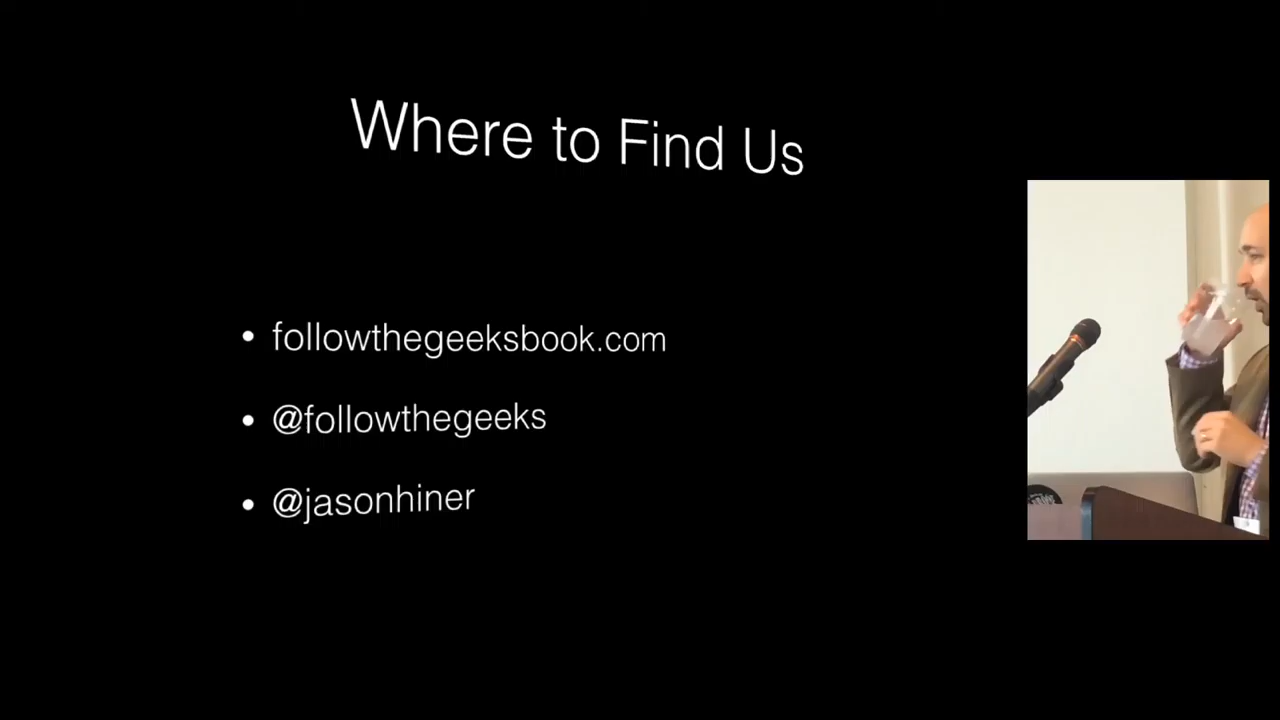 Where to Find Us
• followthegeeksbook.com
• @followthegeeks
• @jasonhiner